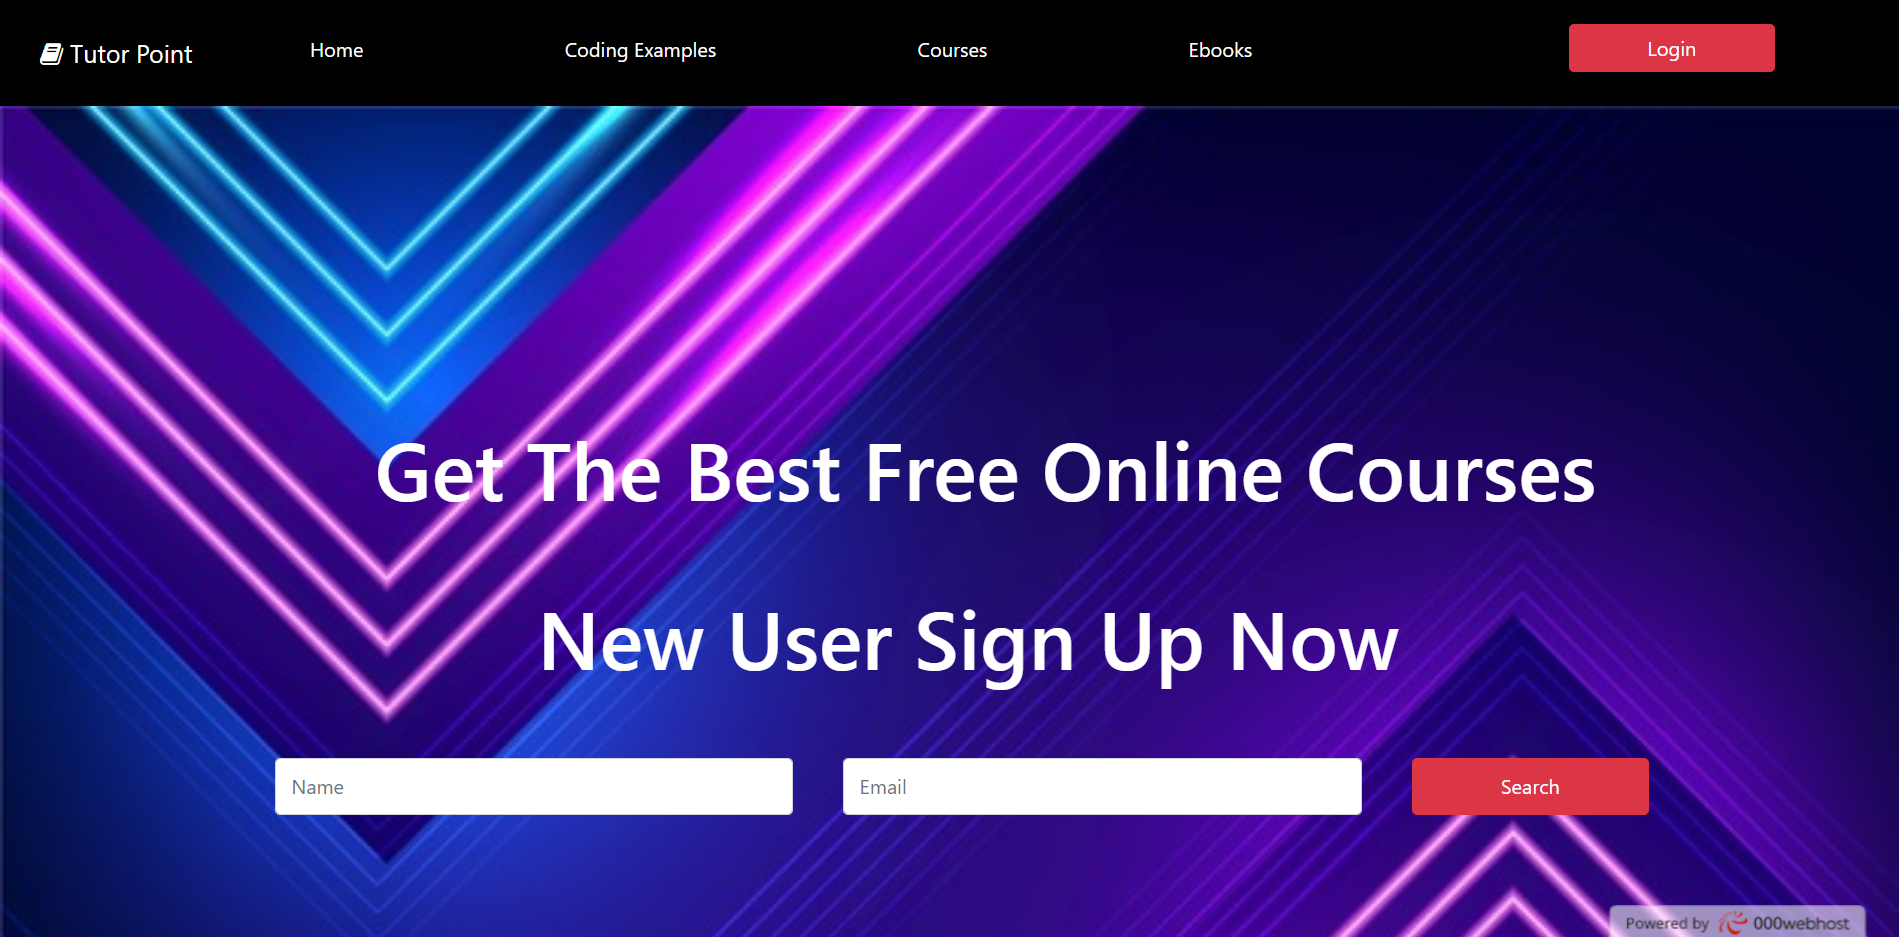 Tutor Point
Home
Coding Examples
Courses
Ebooks
Login
Get The Best Free Online Courses
New User Sign Up Now
Name
Email
Search
Powered by 000webhost